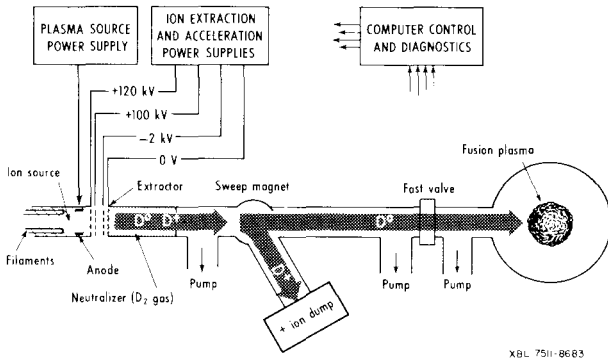 PLASMA SOURCE
POWER SUPPLY
ION EXTRACTION
AND ACCELERATION
POWER SUPPLIES
COMPUTER CONTROL
AND DIAGNOSTICS
+120 kV
+100 kV
−2 kV
0 V
Ion source
Extractor
Sweep magnet
Fast valve
Fusion plasma
D⁰ D⁺
D⁰
Filaments
Anode
Neutralizer (D₂ gas)
Pump
D⁺
Pump
Pump
+ ion dump
XBL 7511-8683